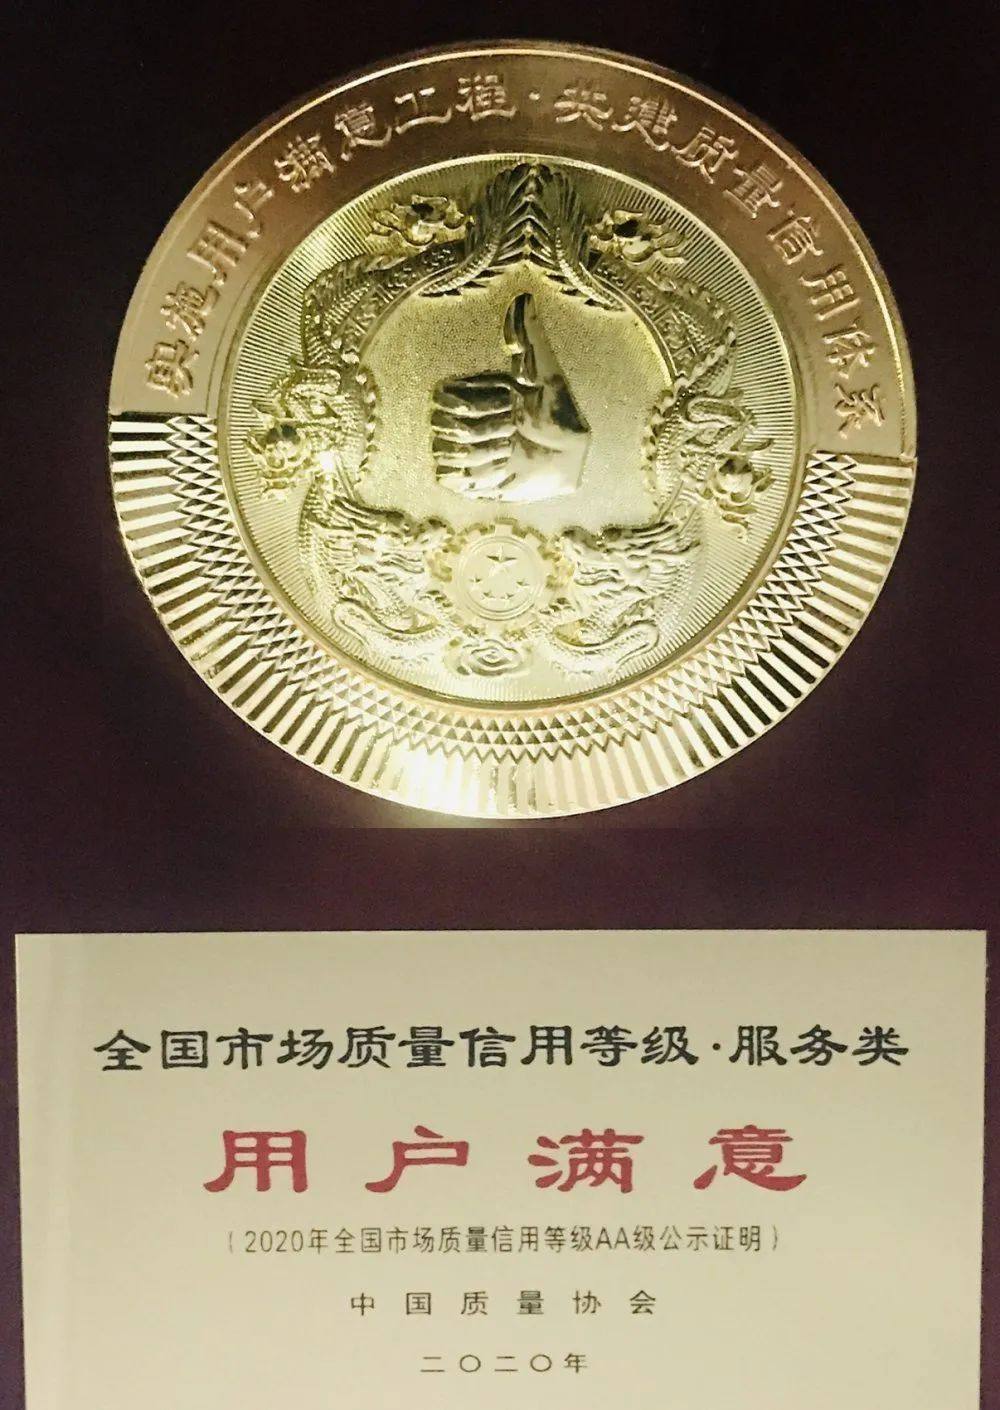 实施用户满意工程·共建质量信用体系
全国市场质量信用等级·服务类
用户满意
(2020年全国市场质量信用等级AA级公示证明)
中国质量协会
二〇二〇年